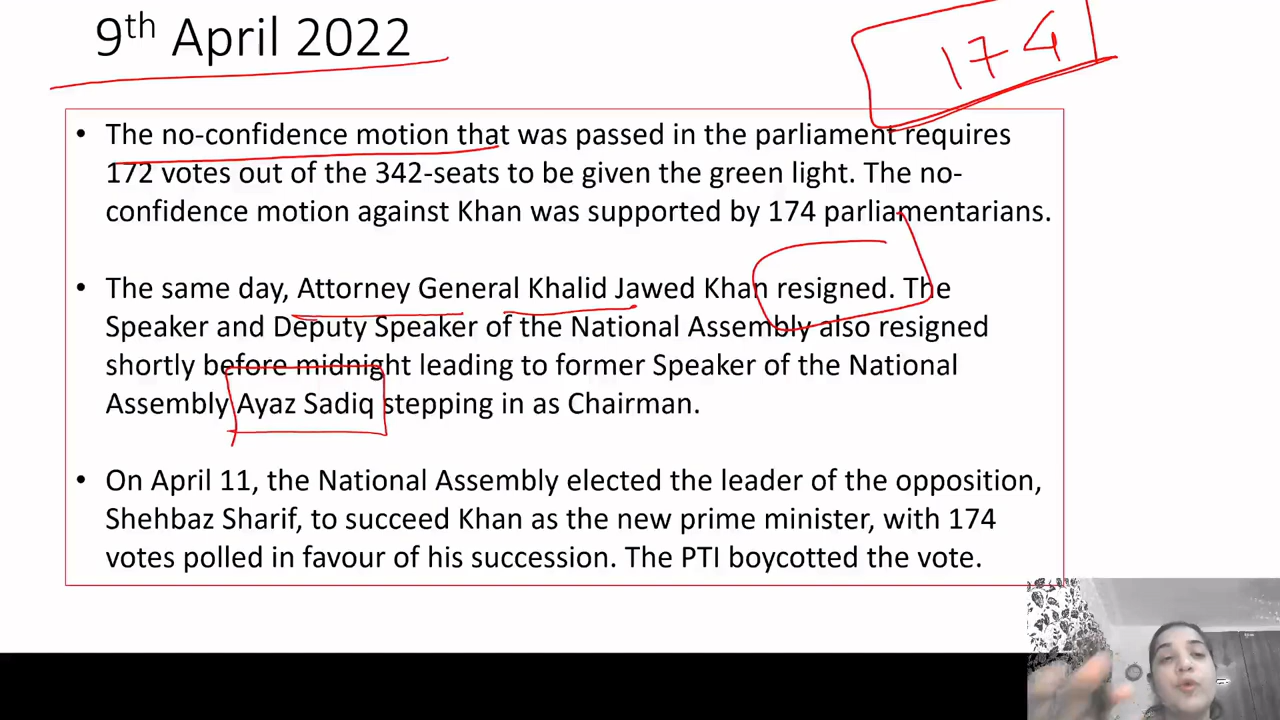 9th April 2022
174
• The no-confidence motion that was passed in the parliament requires
172 votes out of the 342-seats to be given the green light. The no-
confidence motion against Khan was supported by 174 parliamentarians.
• The same day, Attorney General Khalid Jawed Khan resigned. The
Speaker and Deputy Speaker of the National Assembly also resigned
shortly before midnight leading to former Speaker of the National
Assembly Ayaz Sadiq stepping in as Chairman.
• On April 11, the National Assembly elected the leader of the opposition,
Shehbaz Sharif, to succeed Khan as the new prime minister, with 174
votes polled in favour of his succession. The PTI boycotted the vote.